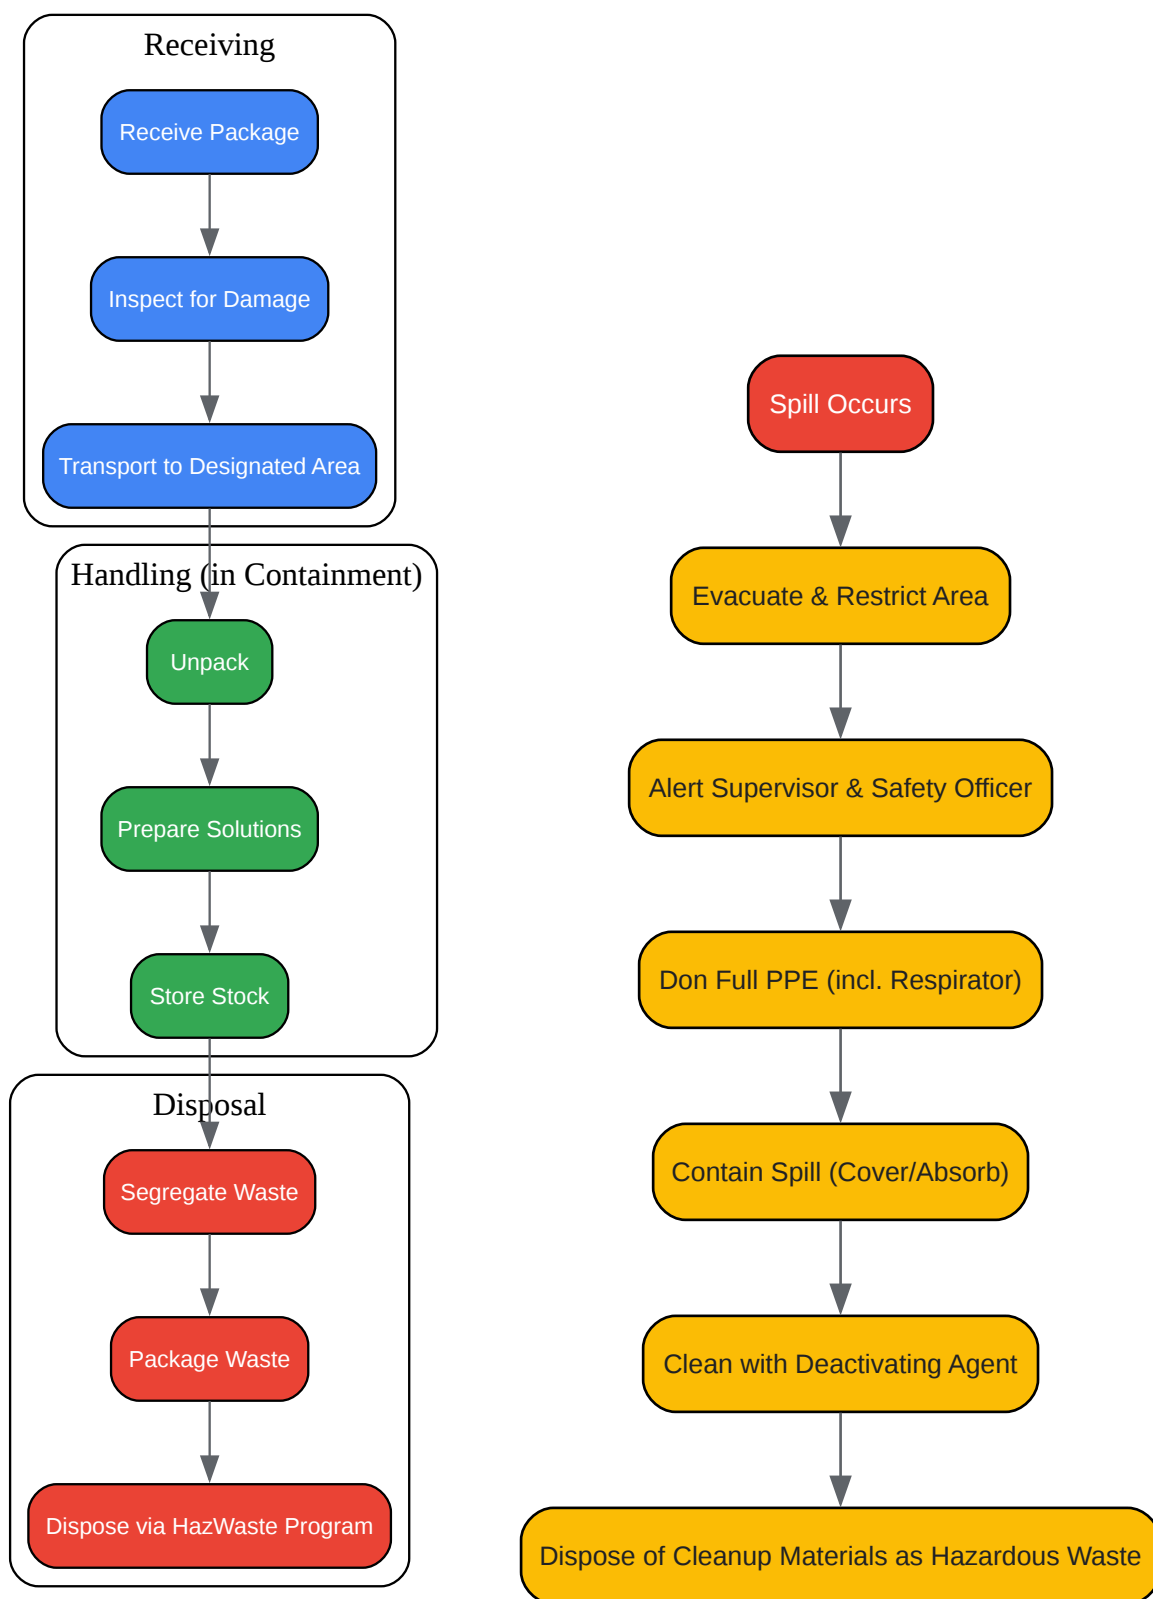 Receiving
Receive Package
Inspect for Damage
Transport to Designated Area
Handling (in Containment)
Unpack
Prepare Solutions
Store Stock
Disposal
Segregate Waste
Package Waste
Dispose via HazWaste Program
Spill Occurs
Evacuate & Restrict Area
Alert Supervisor & Safety Officer
Don Full PPE (incl. Respirator)
Contain Spill (Cover/Absorb)
Clean with Deactivating Agent
Dispose of Cleanup Materials as Hazardous Waste